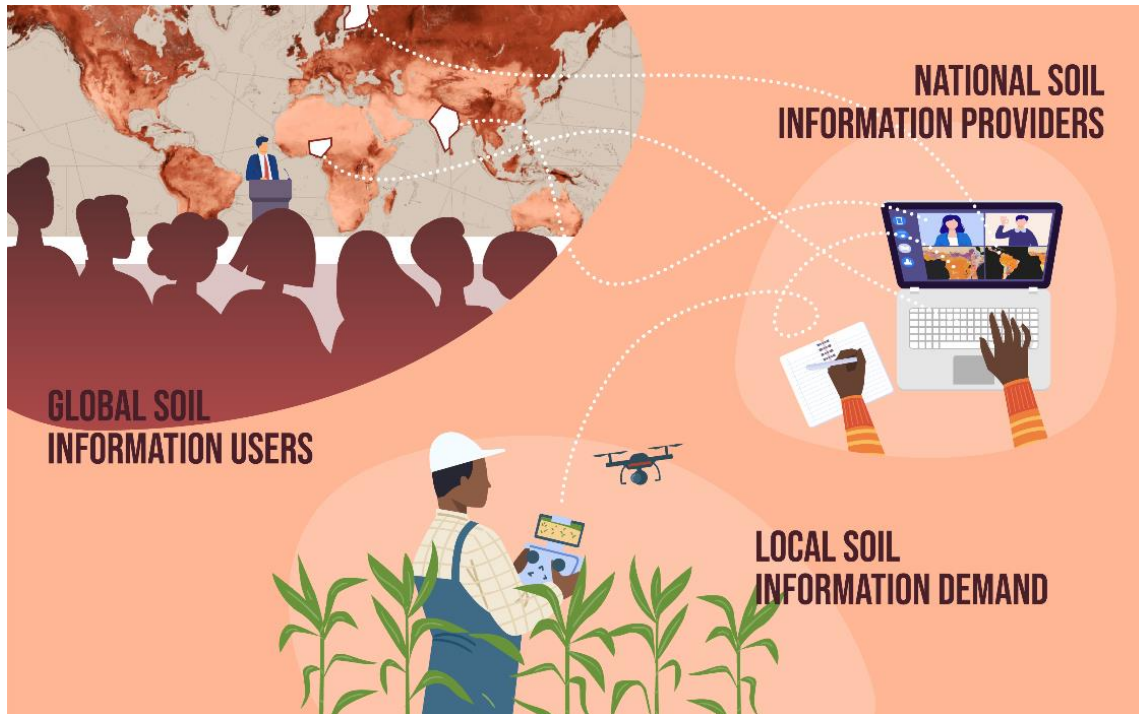 NATIONAL SOIL
INFORMATION PROVIDERS
GLOBAL SOIL
INFORMATION USERS
LOCAL SOIL
INFORMATION DEMAND